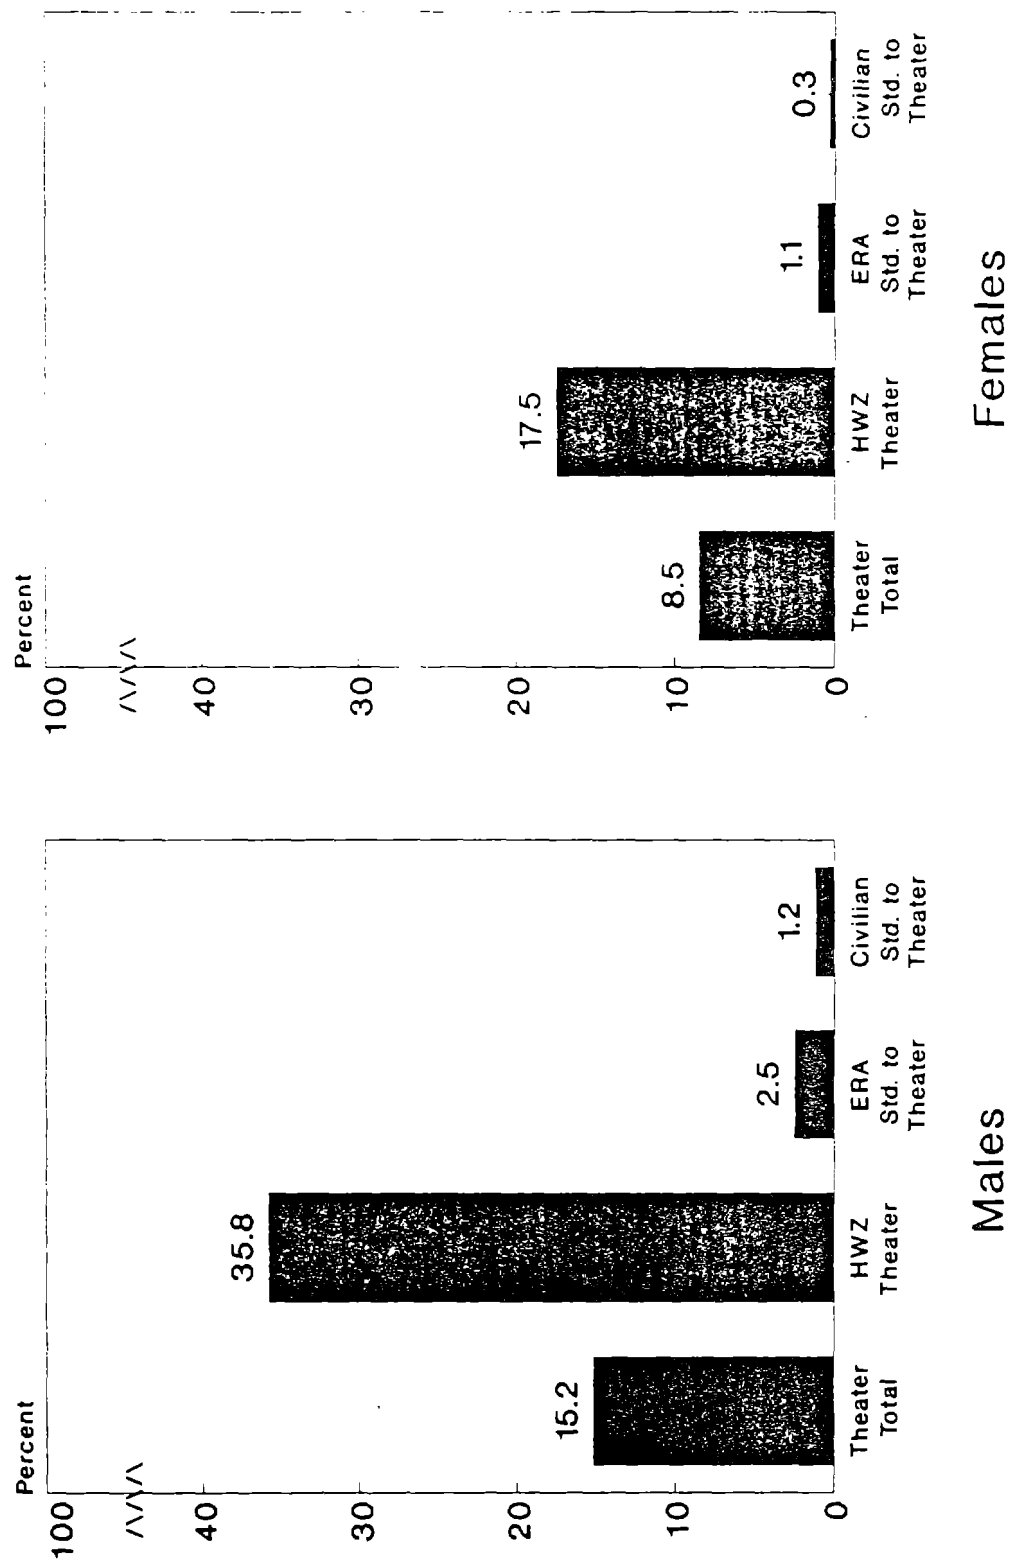 Percent
100
40
30
20
10
0
15.2
35.8
2.5
1.2
Theater
Total
HWZ
Theater
ERA
Std. to
Theater
Civilian
Std. to
Theater
Males
Percent
100
40
30
20
10
0
8.5
17.5
1.1
0.3
Theater
Total
HWZ
Theater
ERA
Std. to
Theater
Civilian
Std. to
Theater
Females